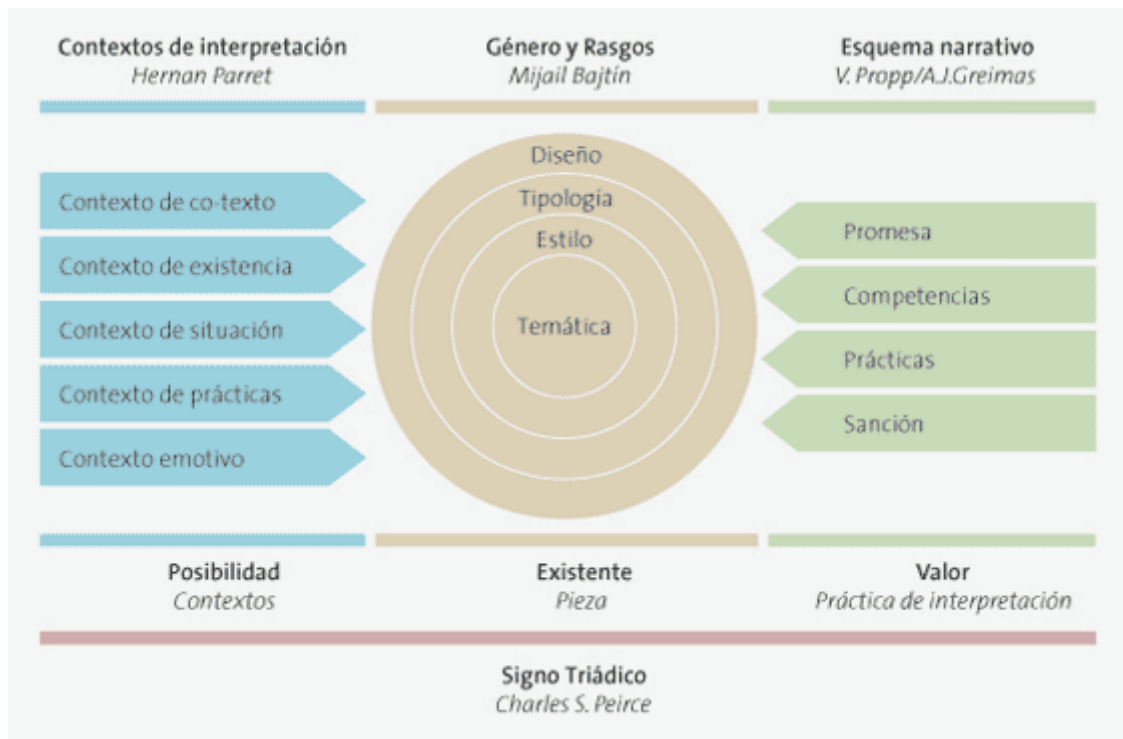 Contextos de interpretación
Hernan Parret
Género y Rasgos
Mijail Bajtín
Esquema narrativo
V. Propp/A.J.Greimas
Contexto de co-texto
Contexto de existencia
Contexto de situación
Contexto de prácticas
Contexto emotivo
Diseño
Tipología
Estilo
Temática
Promesa
Competencias
Prácticas
Sanción
Posibilidad
Contextos
Existente
Pieza
Valor
Práctica de interpretación
Signo Triádico
Charles S. Peirce